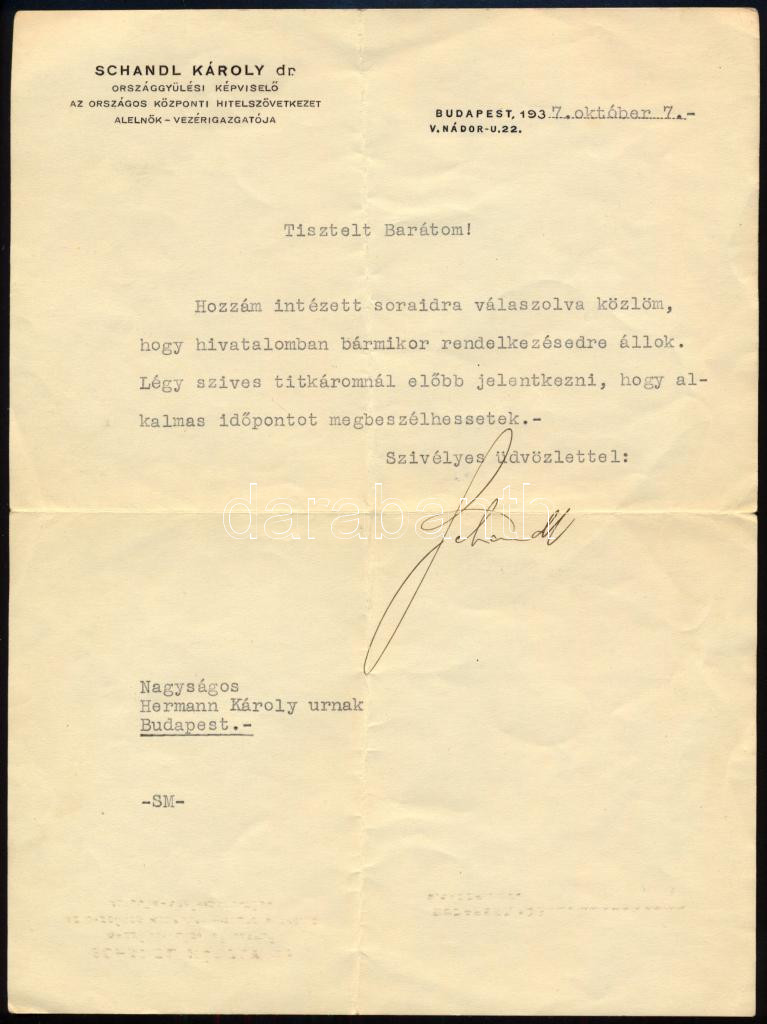 SCHANDL KÁROLY dr.
ORSZÁGGYÜLÉSI KÉPVISELŐ
AZ ORSZÁGOS KÖZPONTI HITELSZÖVETKEZET
ALELNÖK – VEZÉRIGAZGATÓJA
BUDAPEST, 1937. október 7.-
V. NÁDOR-U. 22.
Tisztelt Barátom!
Hozzám intézett soraidra válaszolva közlöm,
hogy hivatalomban bármikor rendelkezésedre állok.
Légy szives titkáromnál előbb jelentkezni, hogy al-
kalmas időpontot megbeszélhessetek.-
Szivélyes üdvözlettel:
darabanth
Schandl
Nagyságos
Hermann Károly urnak
Budapest.-
-SM-